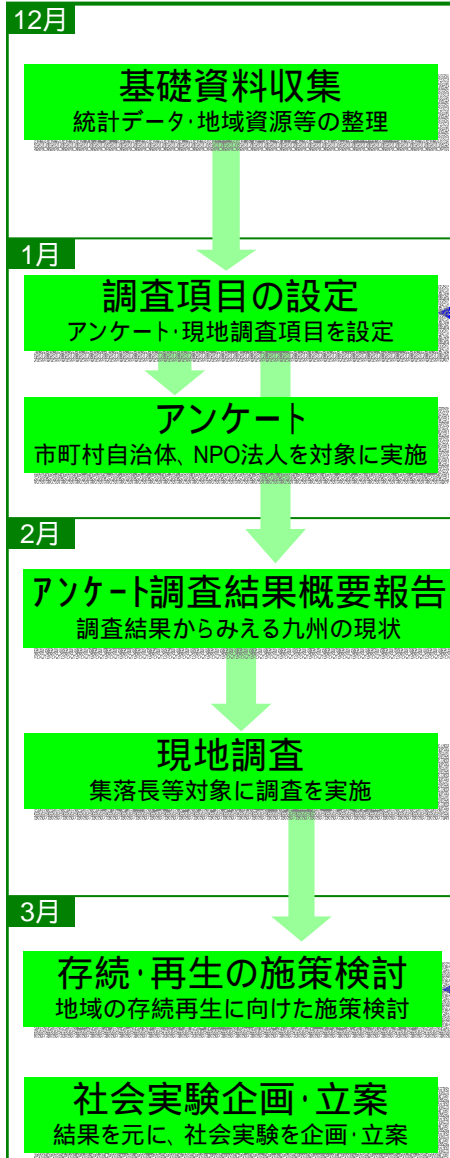 12月
基礎資料収集
統計データ･地域資源等の整理
1月
調査項目の設定
アンケート･現地調査項目を設定
アンケート
市町村自治体、NPO法人を対象に実施
2月
アンケート調査結果概要報告
調査結果からみえる九州の現状
現地調査
集落長等対象に調査を実施
3月
存続･再生の施策検討
地域の存続再生に向けた施策検討
社会実験企画･立案
結果を元に、社会実験を企画･立案